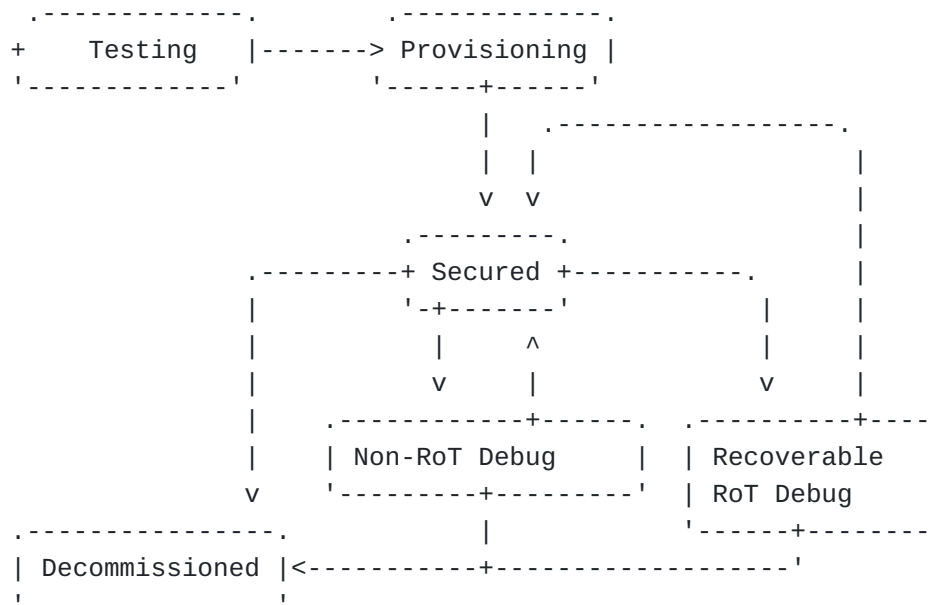 Testing
Provisioning
Secured
Non-RoT Debug
Recoverable
RoT Debug
Decommissioned